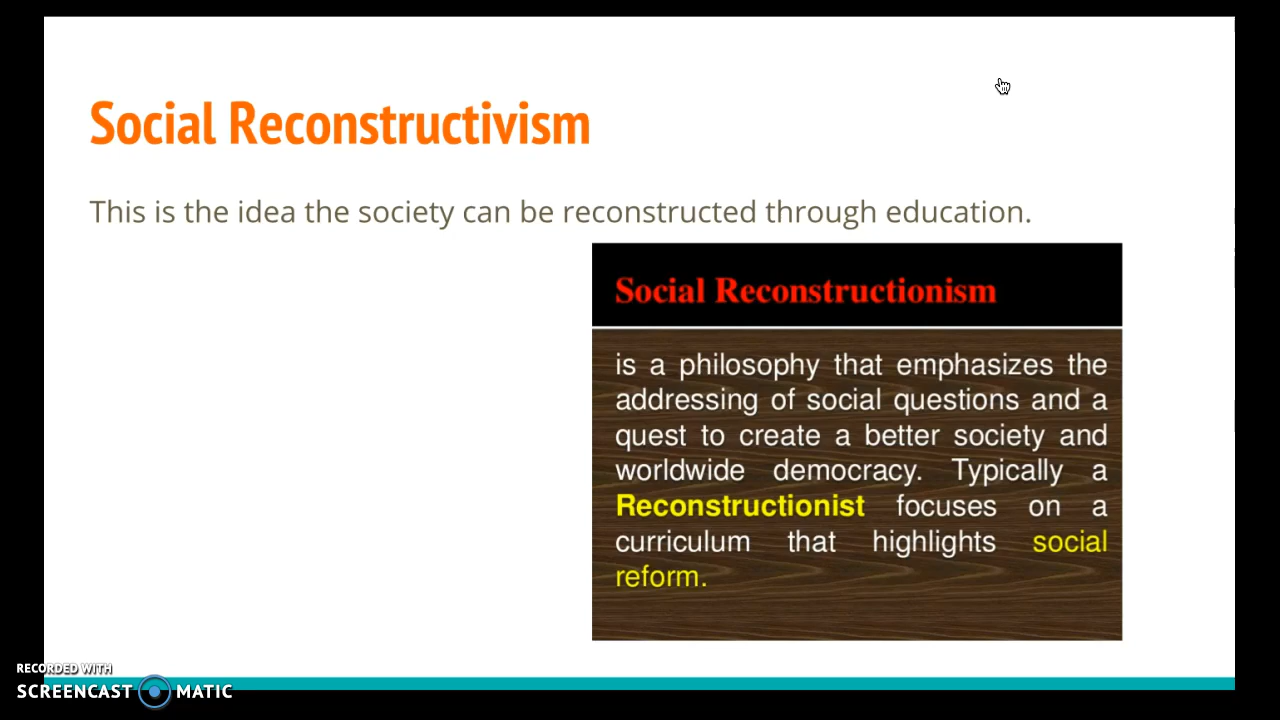 Social Reconstructivism
This is the idea the society can be reconstructed through education.
Social Reconstructionism
is a philosophy that emphasizes the
addressing of social questions and a
quest to create a better society and
worldwide democracy. Typically a
Reconstructionist focuses on a
curriculum that highlights social
reform.
RECORDED WITH
SCREENCAST MATIC